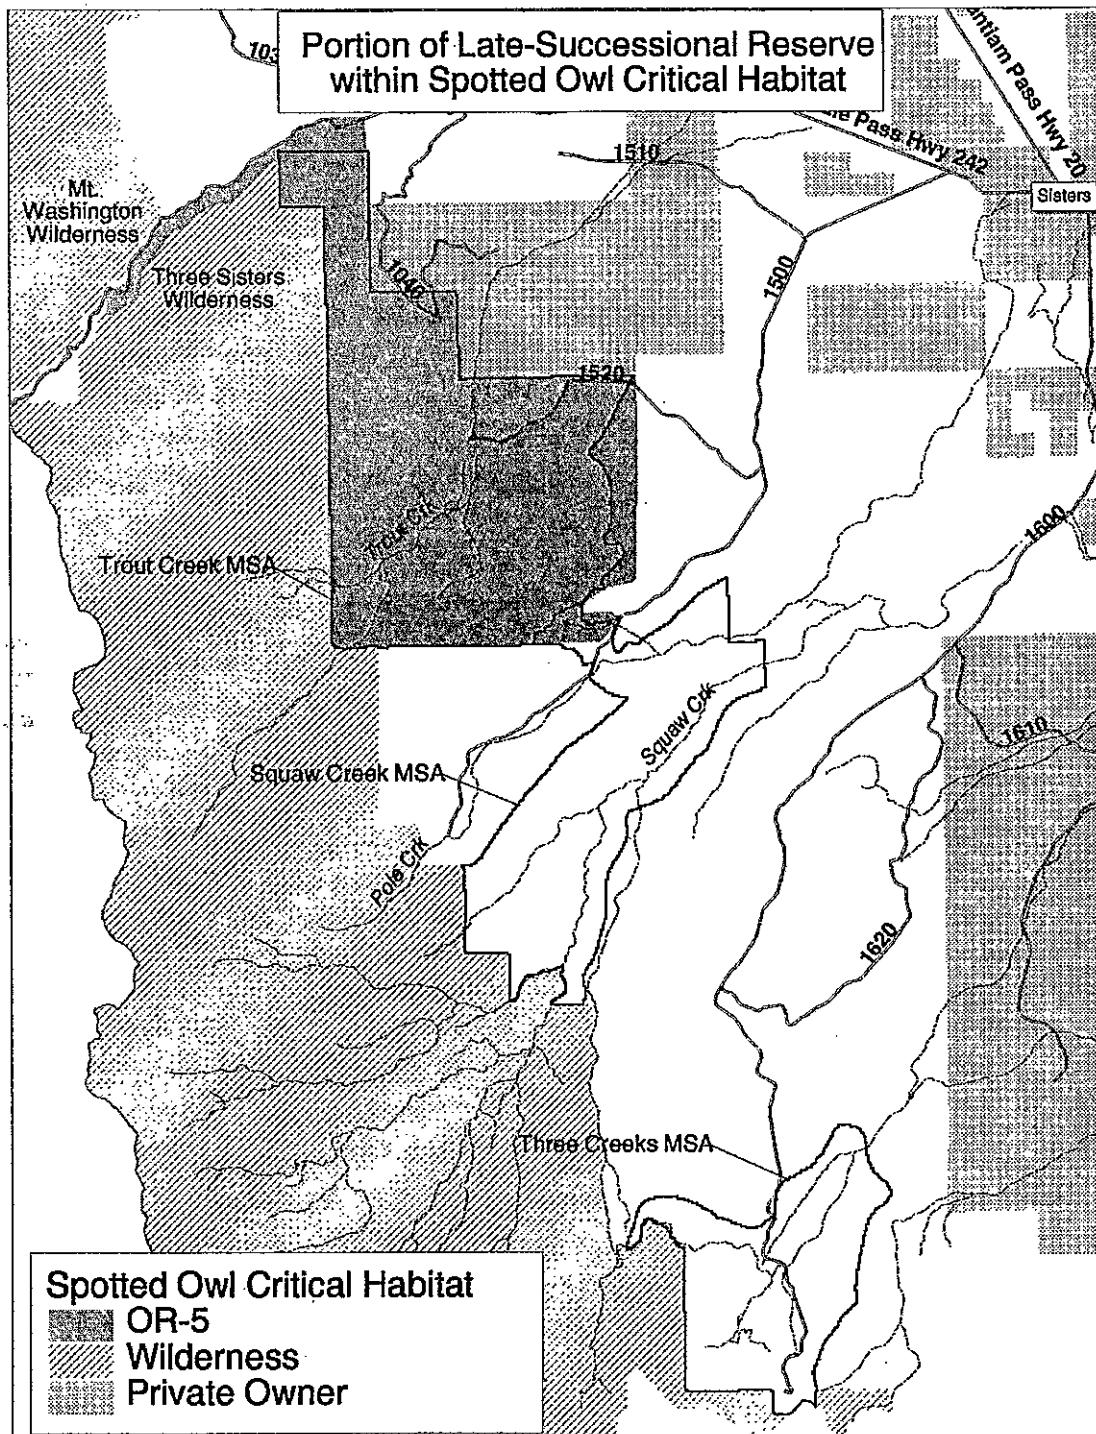 Portion of Late-Successional Reserve
within Spotted Owl Critical Habitat
Pass Hwy 242
Pass Hwy 20
Sisters
1510
Mt.
Washington
Wilderness
Three Sisters
Wilderness
1040
1500
1520
Trout Crk
1600
Trout Creek MSA
Squaw Crk
1610
Squaw Creek MSA
Pole Crk
1620
Three Creeks MSA
Spotted Owl Critical Habitat
OR-5
Wilderness
Private Owner